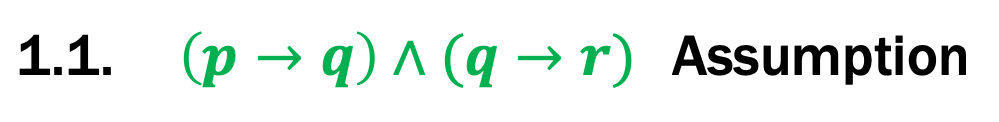 1.1. (p → q) ∧ (q → r) Assumption